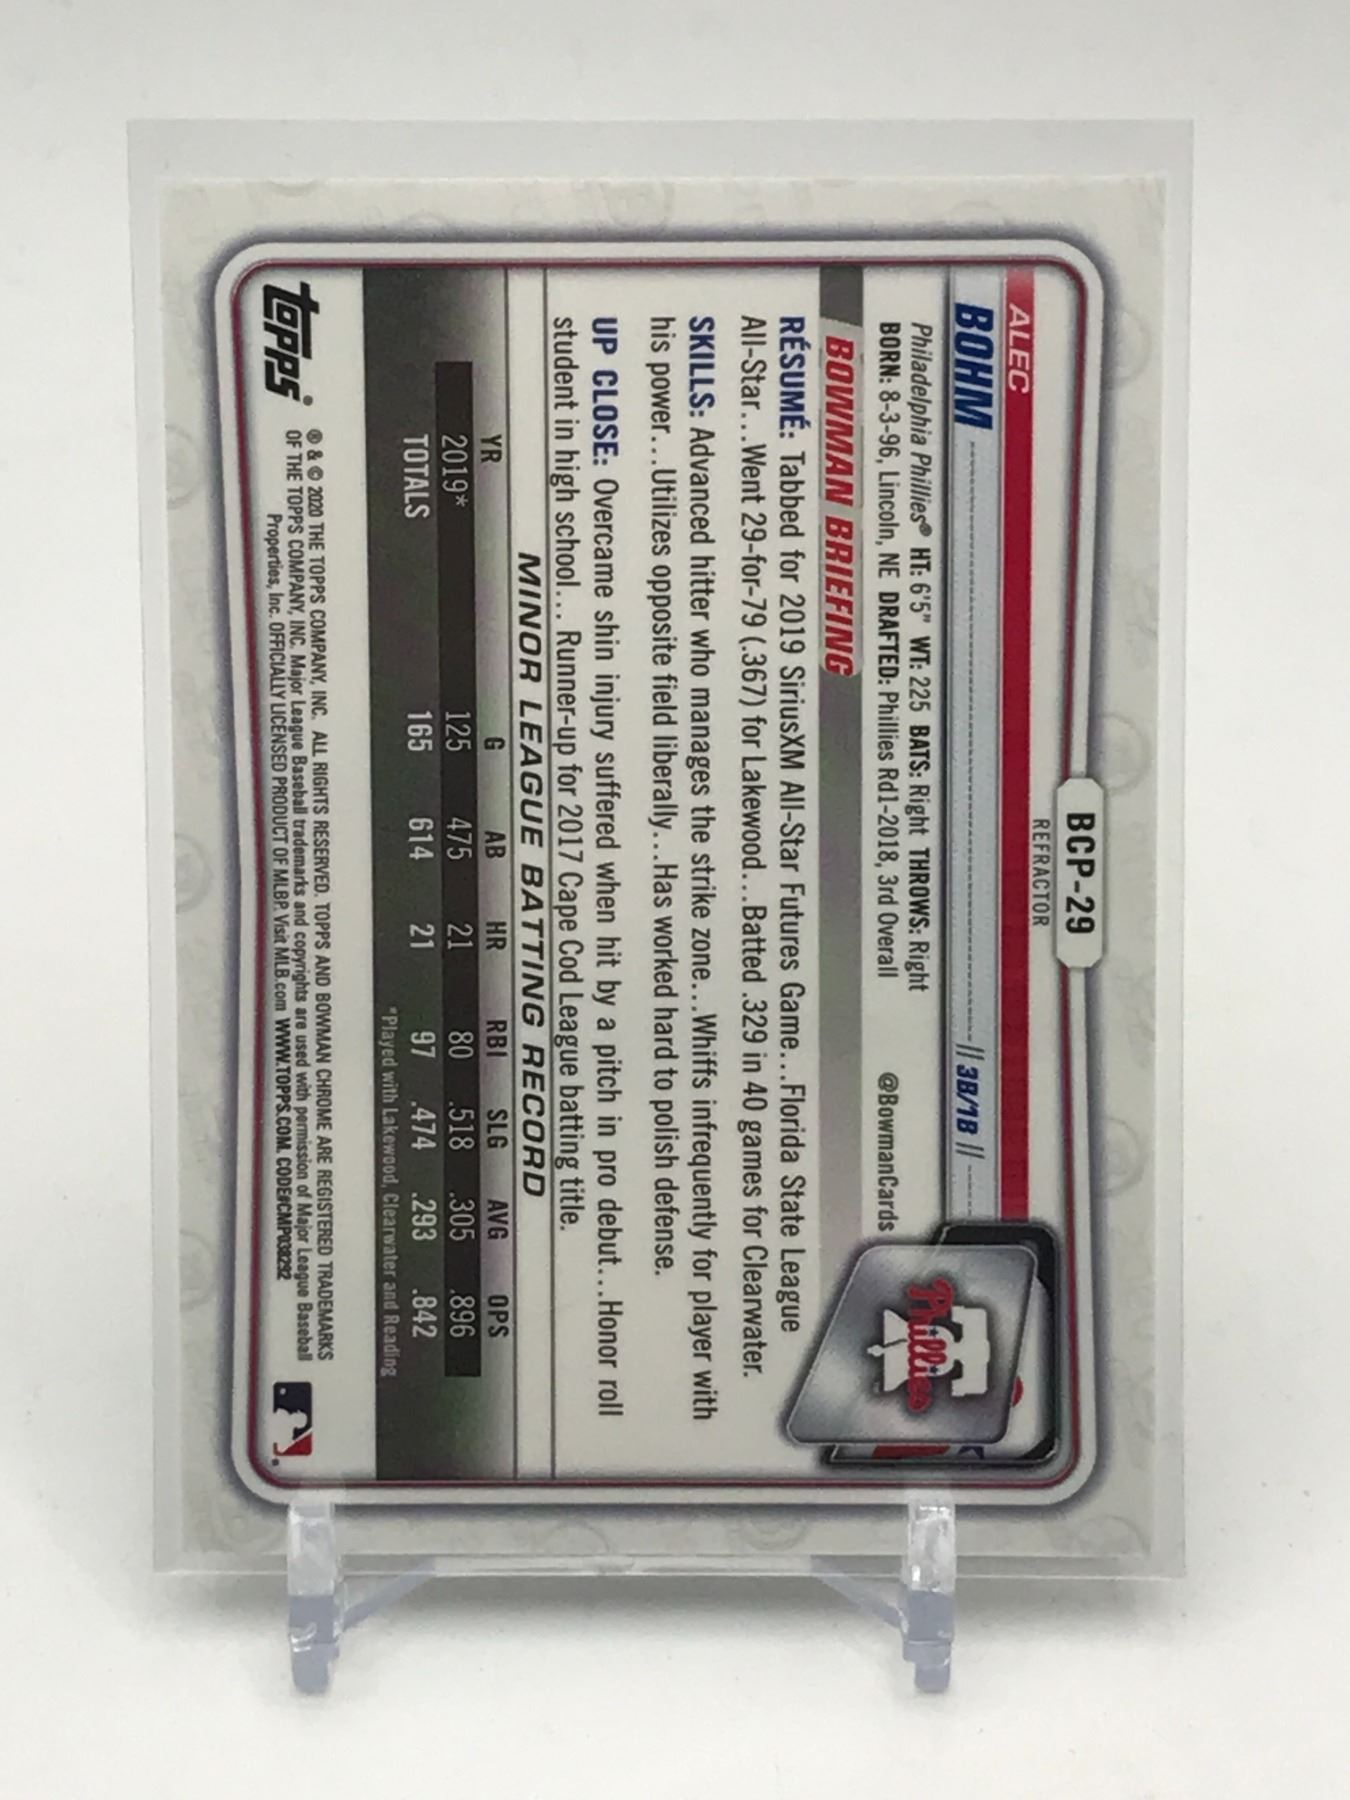 BCP-29
REFRACTOR
ALEC
BOHM
// 3B/1B //
Philadelphia Phillies® HT: 6'5" WT: 225 BATS: Right THROWS: Right
BORN: 8-3-96, Lincoln, NE DRAFTED: Phillies Rd1-2018, 3rd Overall
@BowmanCards
Phillies
BOWMAN BRIEFING
RÉSUMÉ: Tabbed for 2019 SiriusXM All-Star Futures Game...Florida State League
All-Star...Went 29-for-79 (.367) for Lakewood...Batted .329 in 40 games for Clearwater.
SKILLS: Advanced hitter who manages the strike zone...Whiffs infrequently for player with
his power...Utilizes opposite field liberally...Has worked hard to polish defense.
UP CLOSE: Overcame shin injury suffered when hit by a pitch in pro debut...Honor roll
student in high school... Runner-up for 2017 Cape Cod League batting title.
MINOR LEAGUE BATTING RECORD
YR G AB HR RBI SLG AVG OPS
2019* 125 475 21 80 .518 .305 .896
TOTALS 165 614 21 97 .474 .293 .842
*Played with Lakewood, Clearwater and Reading
topps®
® & © 2020 THE TOPPS COMPANY, INC. ALL RIGHTS RESERVED. TOPPS AND BOWMAN CHROME ARE REGISTERED TRADEMARKS
OF THE TOPPS COMPANY, INC. Major League Baseball trademarks and copyrights are used with permission of Major League Baseball
Properties, Inc. OFFICIALLY LICENSED PRODUCT OF MLBP. Visit MLB.com WWW.TOPPS.COM. CODE#CMP038292